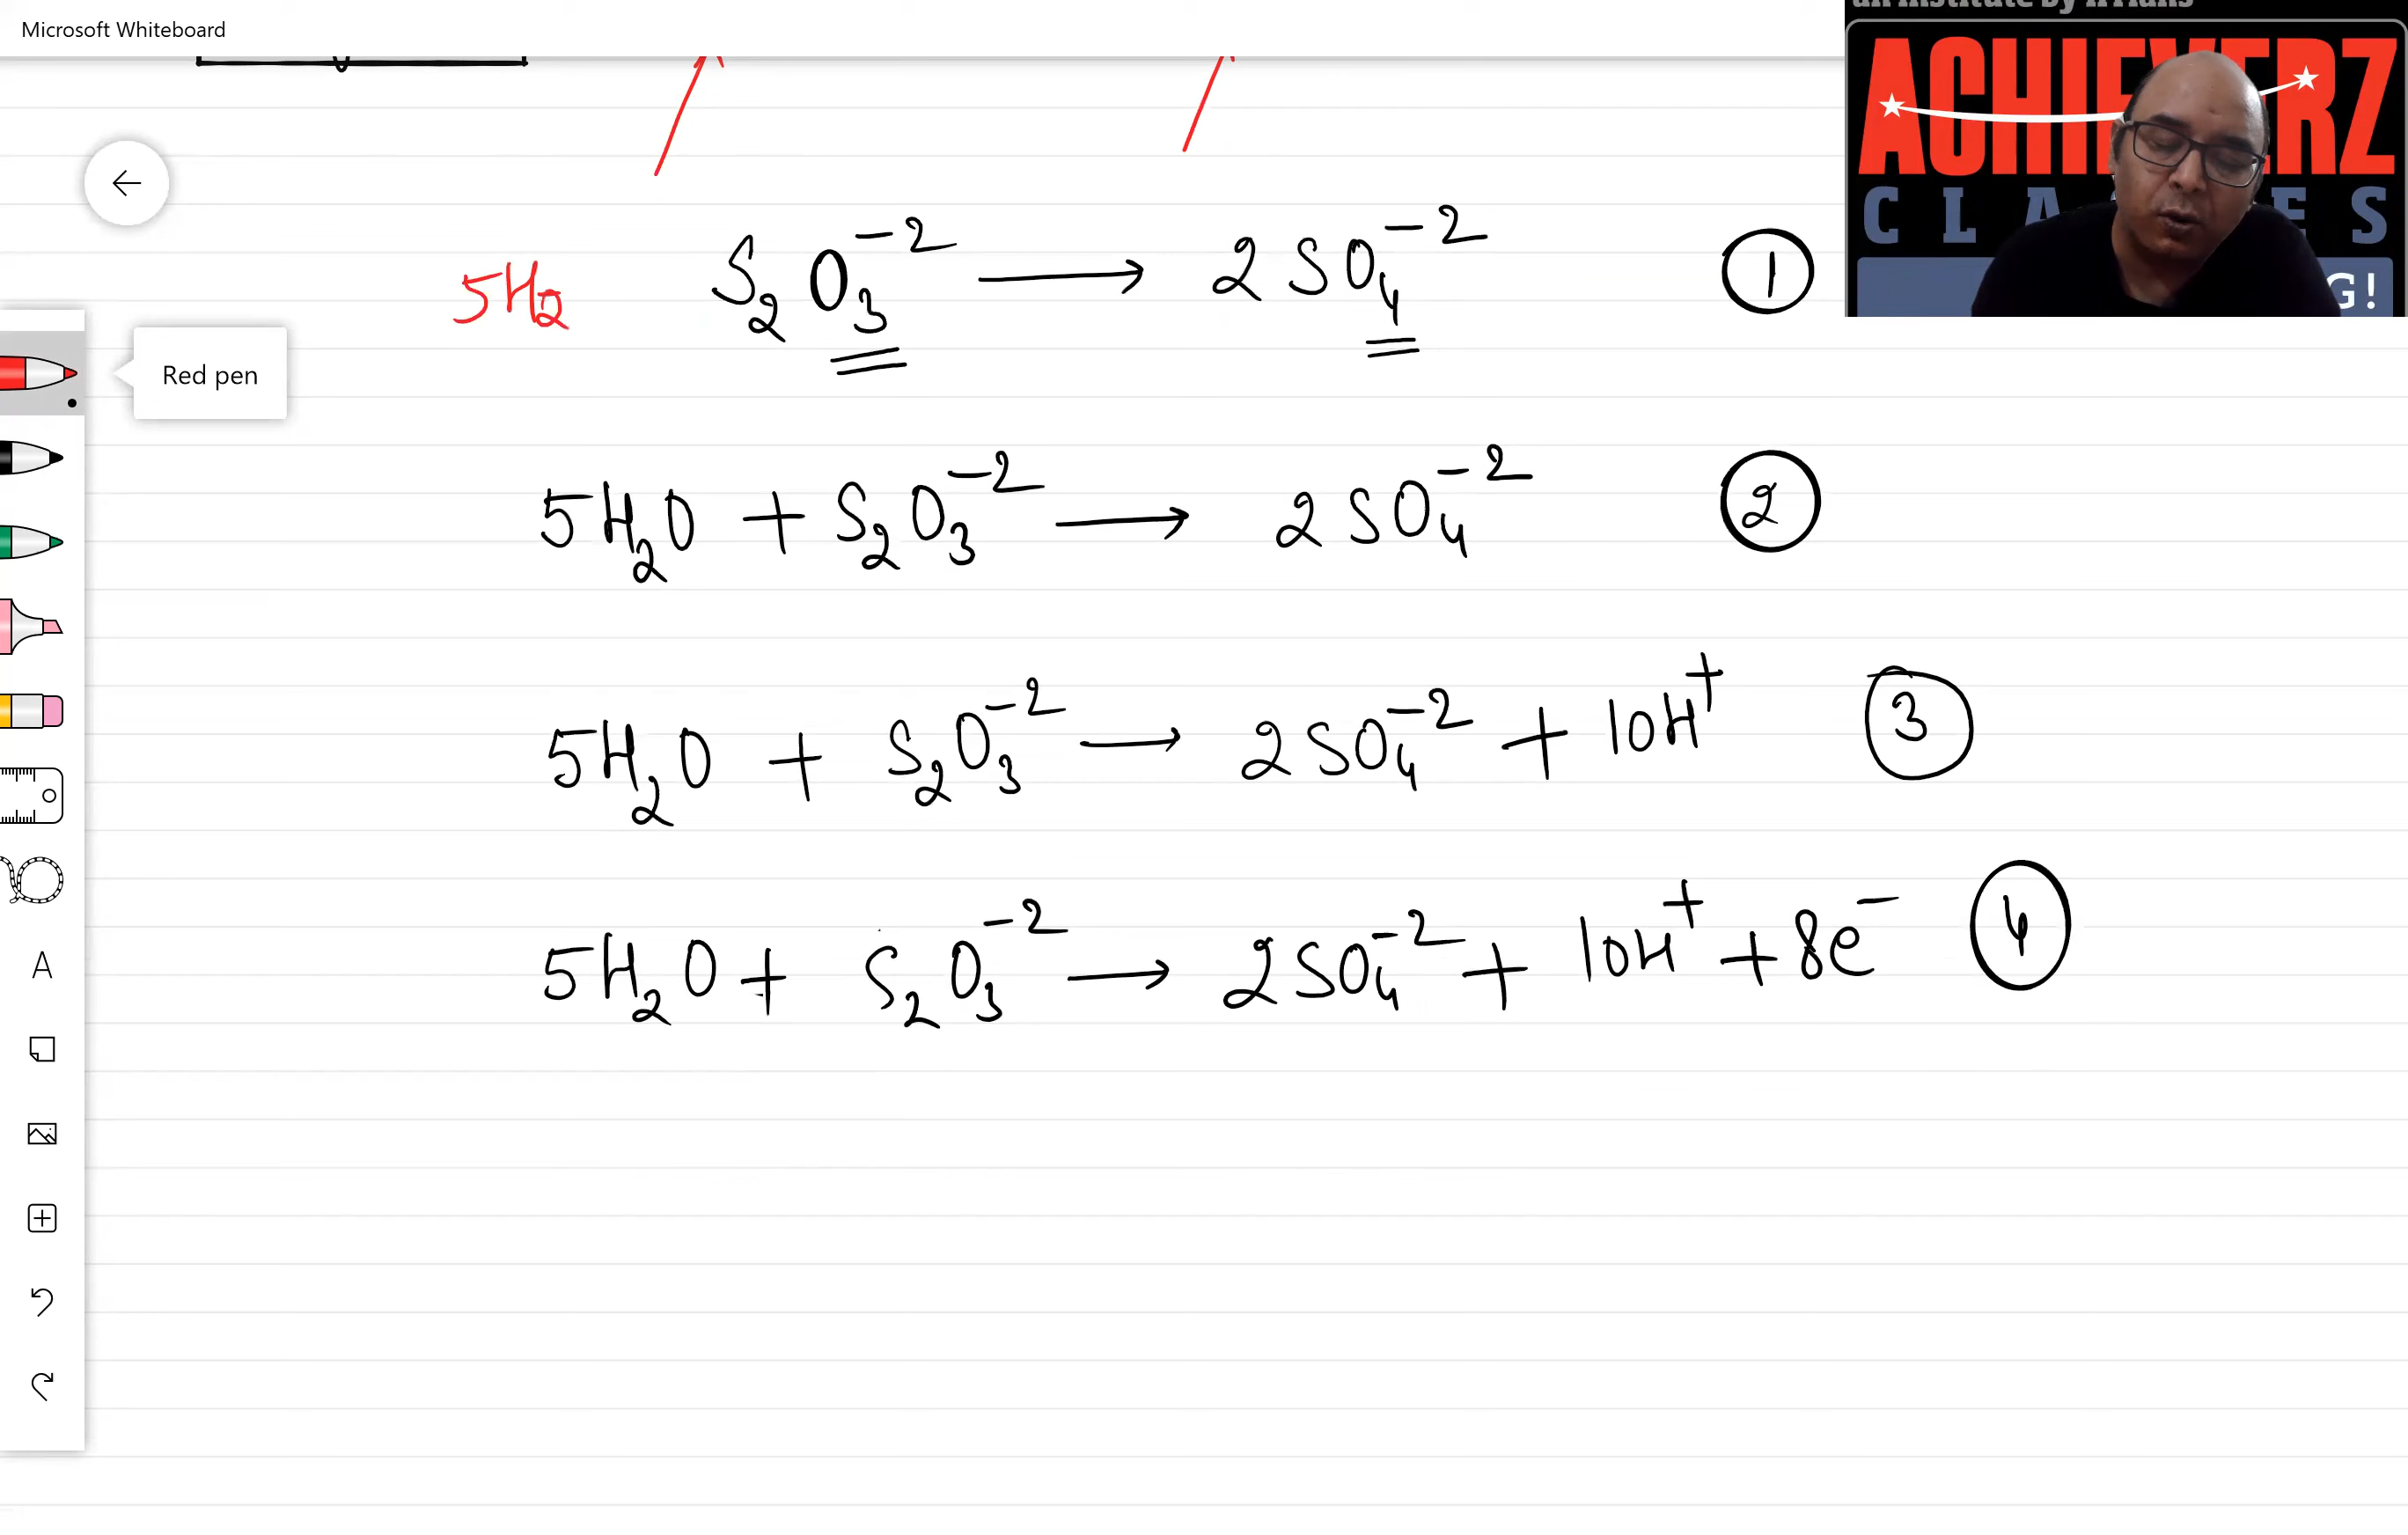 Microsoft Whiteboard
ACHIEVERZ
G!
5H₂ S₂O₃⁻² ⟶ 2SO₄⁻² ①
Red pen
5H₂O + S₂O₃⁻² ⟶ 2SO₄⁻² ②
5H₂O + S₂O₃⁻² ⟶ 2SO₄⁻² + 10H⁺ ③
5H₂O + S₂O₃⁻² ⟶ 2SO₄⁻² + 10H⁺ + 8e⁻ ④
A